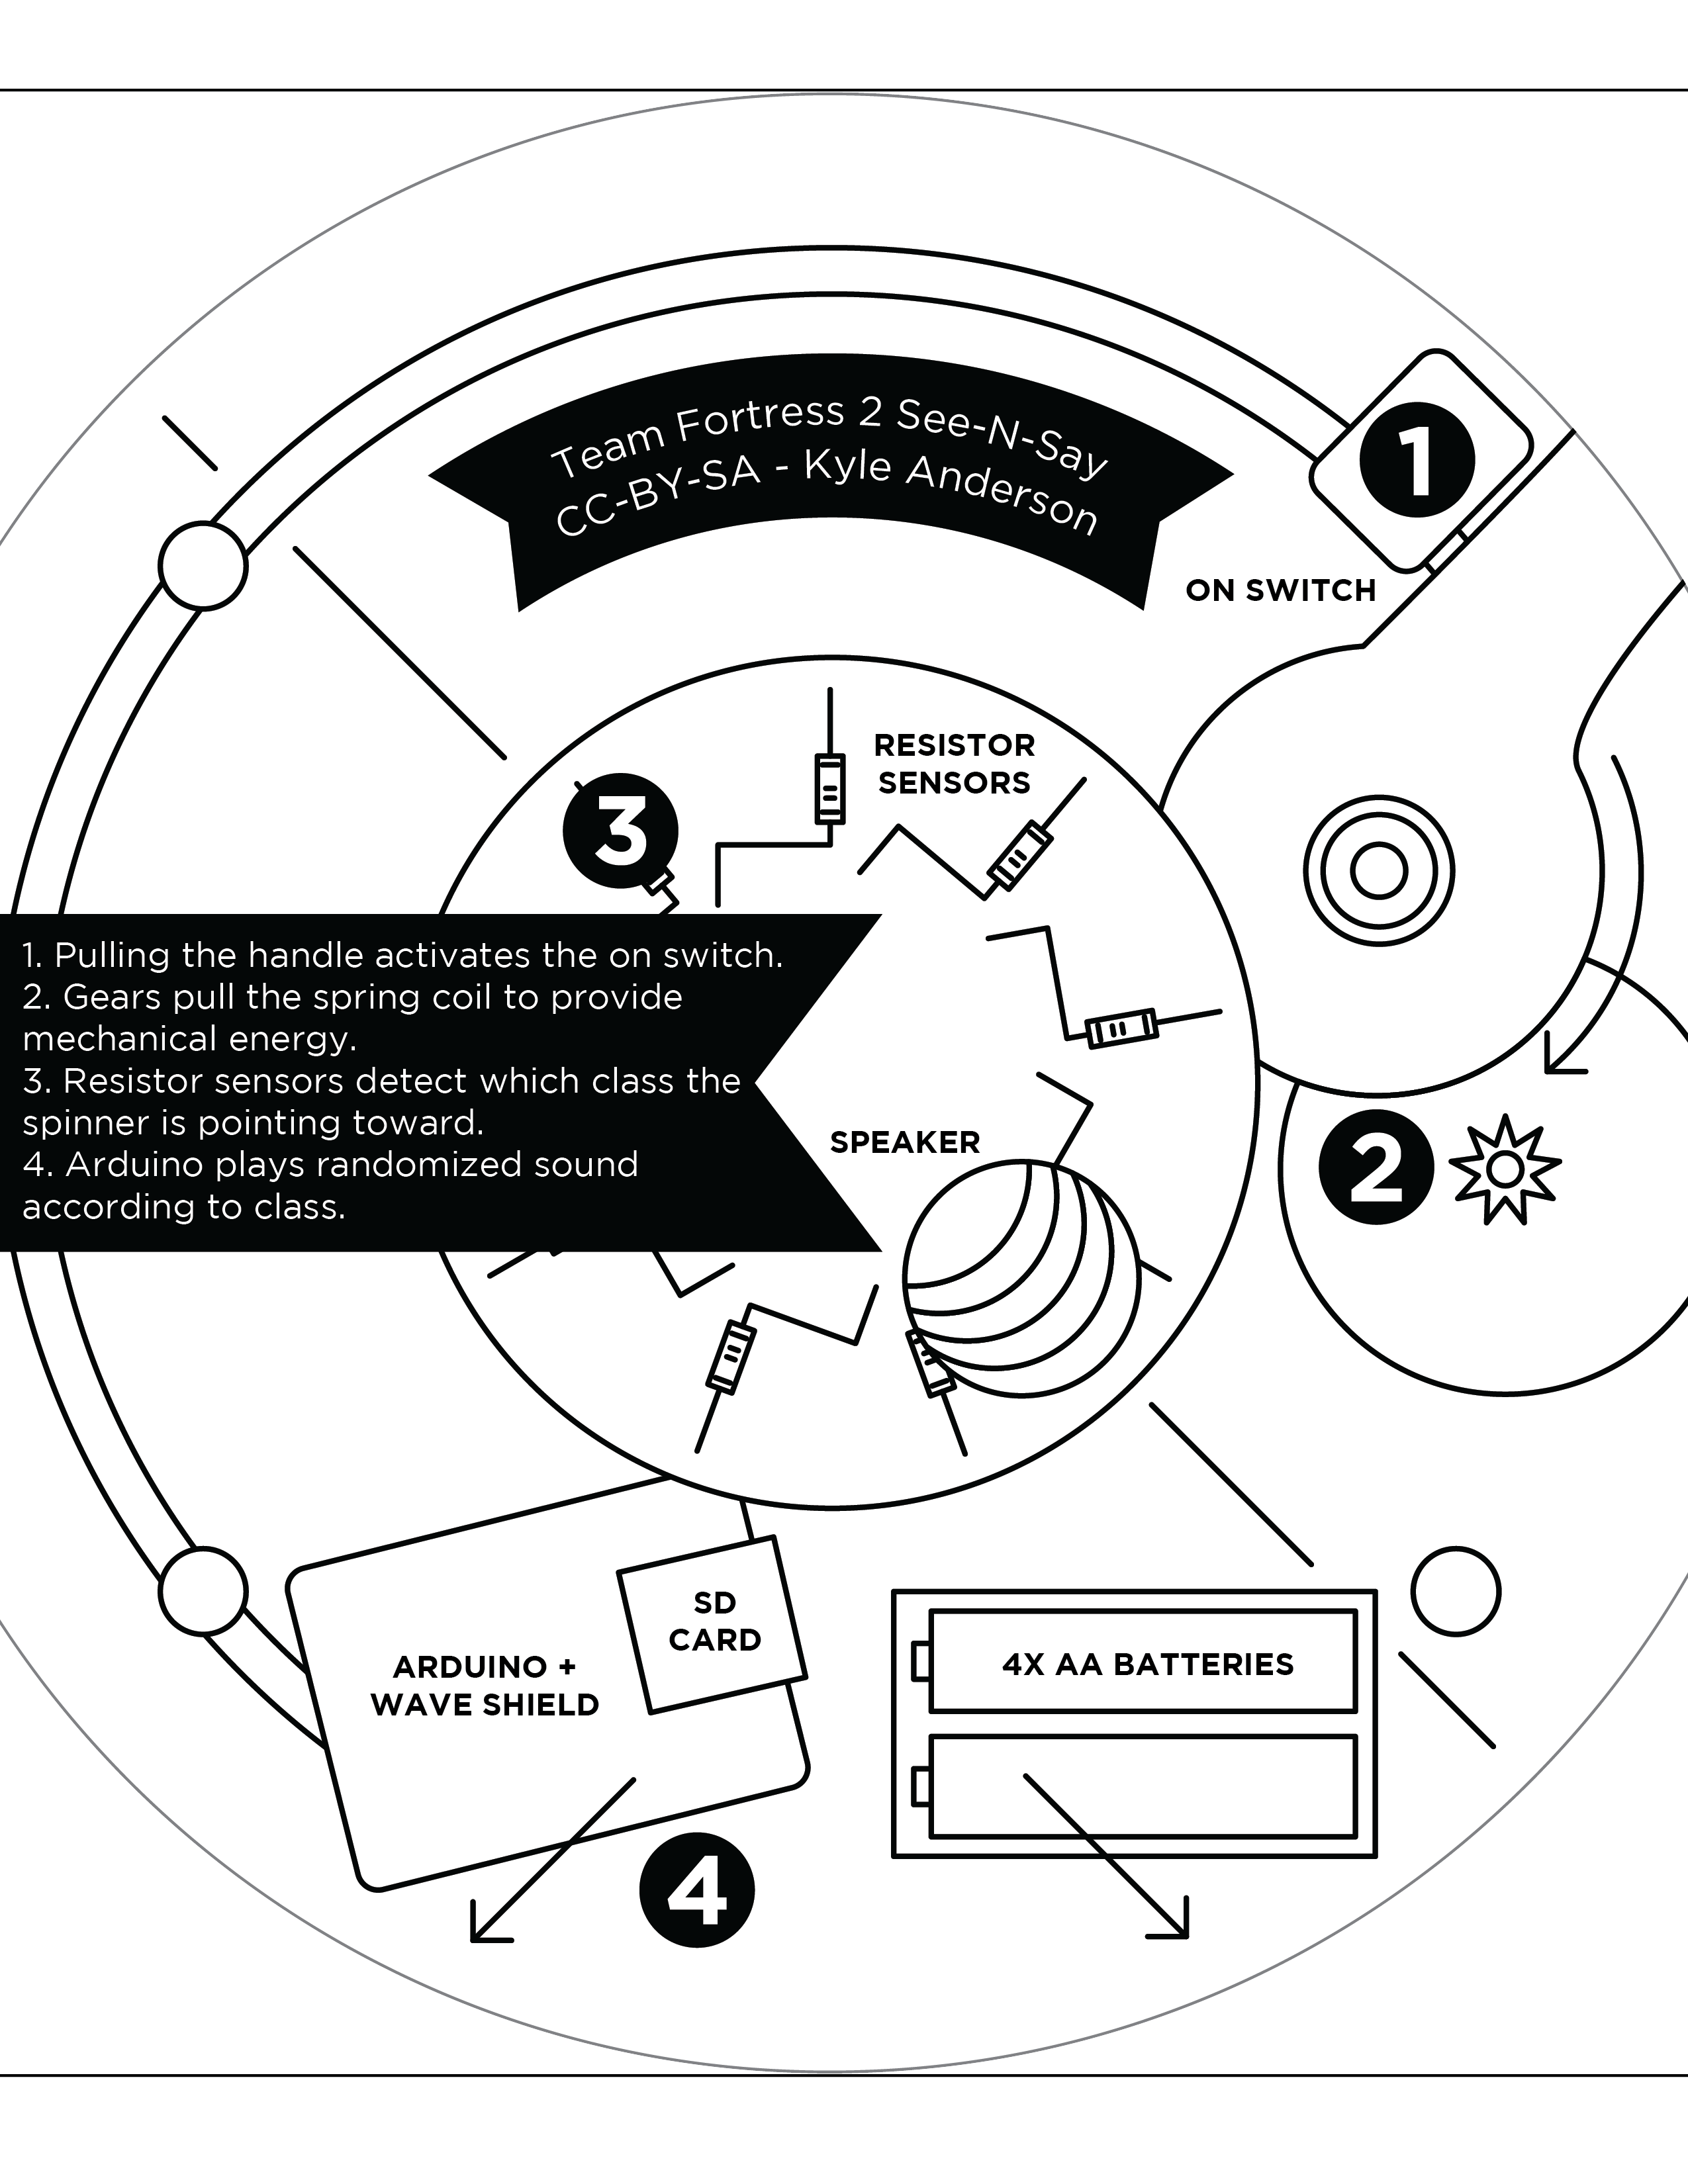 Team Fortress 2 See-N-Say
CC-BY-SA - Kyle Anderson
1
ON SWITCH
RESISTOR
SENSORS
3
1. Pulling the handle activates the on switch.
2. Gears pull the spring coil to provide
mechanical energy.
3. Resistor sensors detect which class the
spinner is pointing toward.
4. Arduino plays randomized sound
according to class.
SPEAKER
2
SD
CARD
ARDUINO +
WAVE SHIELD
4X AA BATTERIES
4